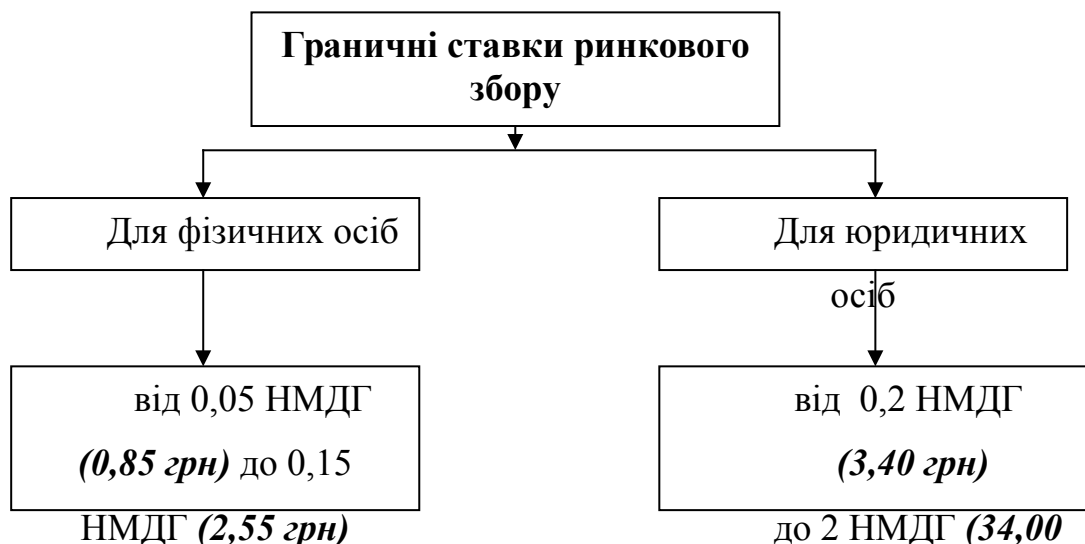 Граничні ставки ринкового
збору
Для фізичних осіб
Для юридичних
осіб
від 0,05 НМДГ
(0,85 грн) до 0,15
НМДГ (2,55 грн)
від 0,2 НМДГ
(3,40 грн)
до 2 НМДГ (34,00